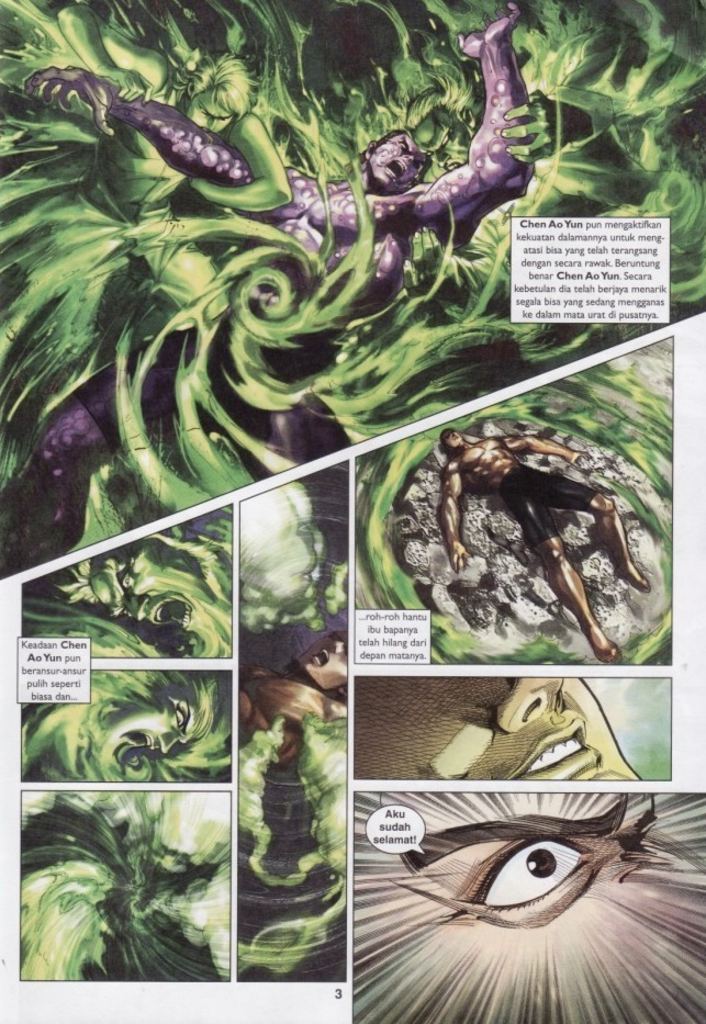 Chen Ao Yun pun mengaktifkan
kekuatan dalamannya untuk meng-
atasi bisa yang telah terangsang
dengan secara rawak. Beruntung
benar Chen Ao Yun. Secara
kebetulan dia telah berjaya menarik
segala bisa yang sedang mengganas
ke dalam mata urat di pusatnya.
Keadaan Chen
Ao Yun pun
beransur-ansur
pulih seperti
biasa dan...
...roh-roh hantu
ibu bapanya
telah hilang dari
depan matanya.
Aku
sudah
selamat!
3